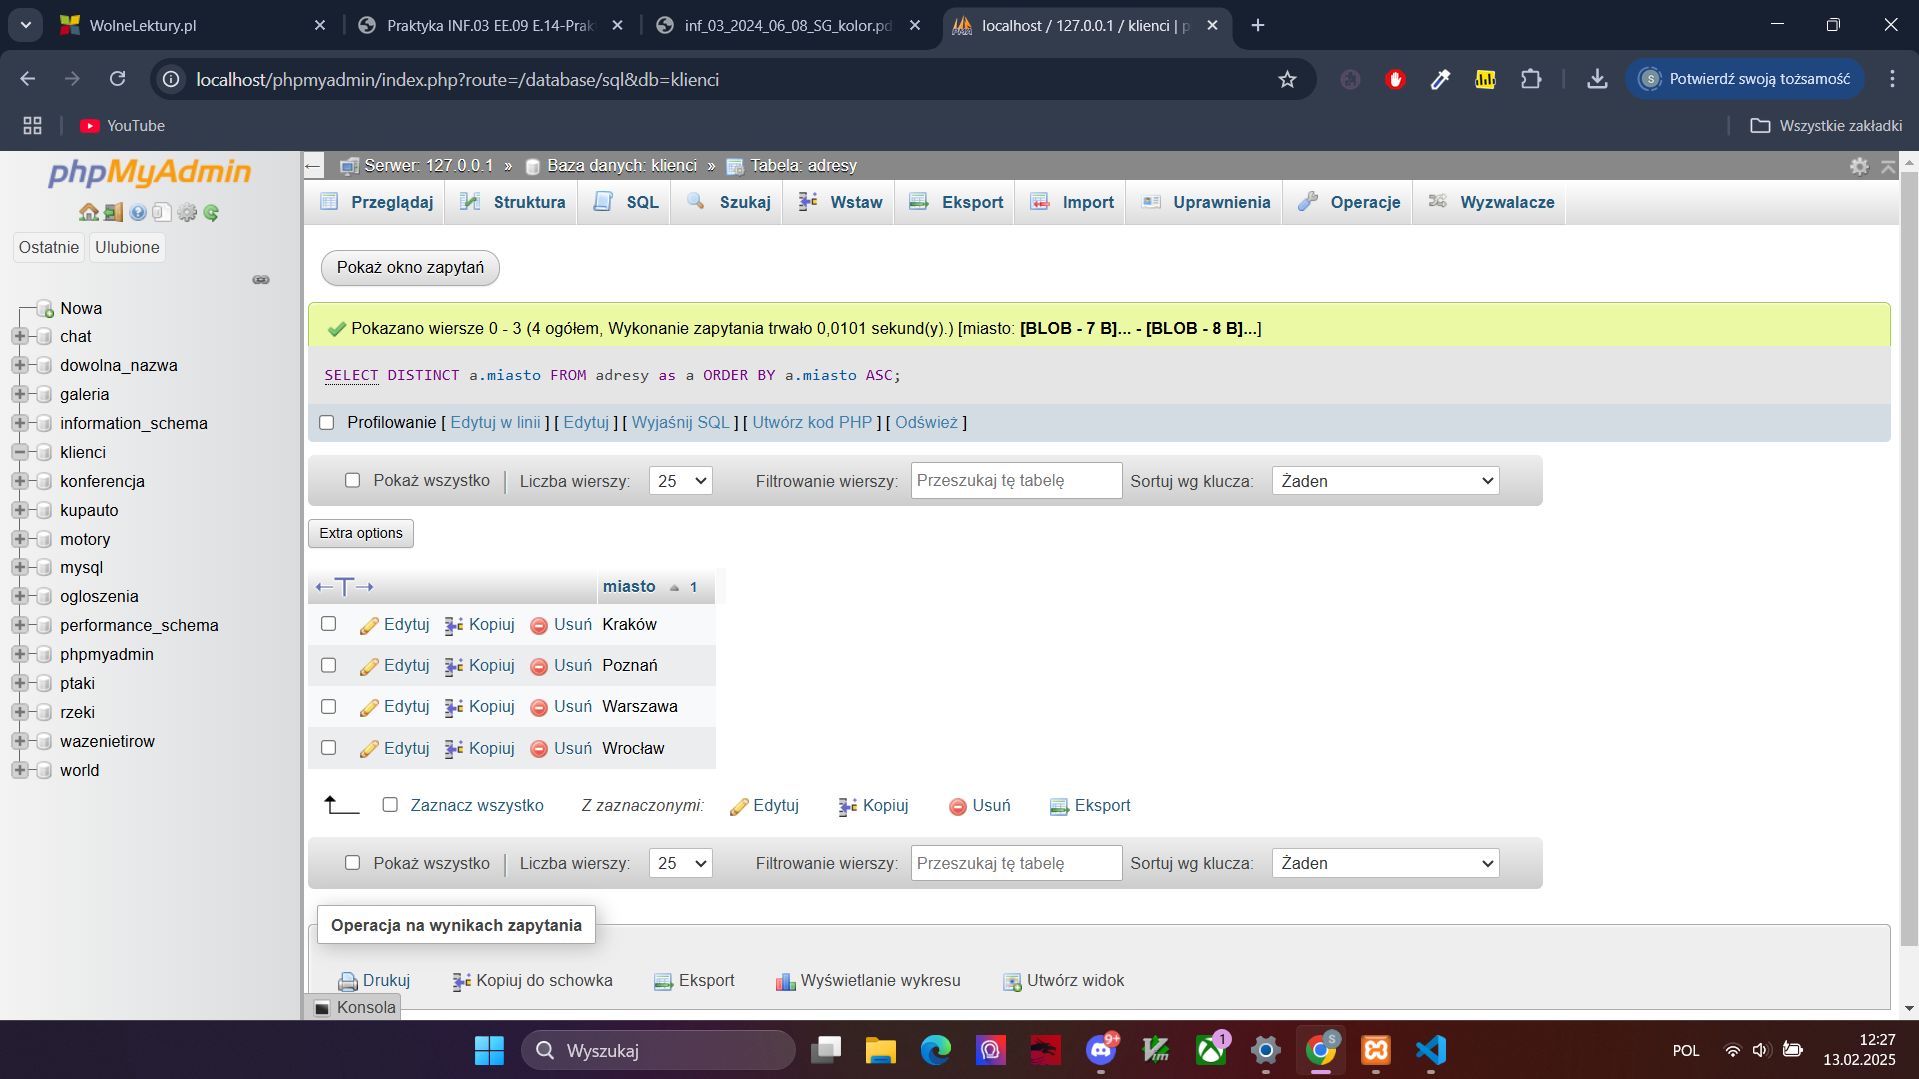 WolneLektury.pl
Praktyka INF.03 EE.09 E.14-Prak
inf_03_2024_06_08_SG_kolor.pd
localhost / 127.0.0.1 / klienci | p
localhost/phpmyadmin/index.php?route=/database/sql&db=klienci
S
Potwierdź swoją tożsamość
YouTube
Wszystkie zakładki
phpMyAdmin
Ostatnie
Ulubione
Nowa
chat
dowolna_nazwa
galeria
information_schema
klienci
konferencja
kupauto
motory
mysql
ogloszenia
performance_schema
phpmyadmin
ptaki
rzeki
wazenietirow
world
Serwer: 127.0.0.1 » Baza danych: klienci » Tabela: adresy
Przeglądaj Struktura SQL Szukaj Wstaw Eksport Import Uprawnienia Operacje Wyzwalacze
Pokaż okno zapytań
Pokazano wiersze 0 - 3 (4 ogółem, Wykonanie zapytania trwało 0,0101 sekund(y).) [miasto: [BLOB - 7 B]... - [BLOB - 8 B]...]
SELECT DISTINCT a.miasto FROM adresy as a ORDER BY a.miasto ASC;
Profilowanie [ Edytuj w linii ] [ Edytuj ] [ Wyjaśnij SQL ] [ Utwórz kod PHP ] [ Odśwież ]
Pokaż wszystko Liczba wierszy: 25 Filtrowanie wierszy: Przeszukaj tę tabelę Sortuj wg klucza: Żaden
Extra options
miasto 1
Edytuj Kopiuj Usuń Kraków
Edytuj Kopiuj Usuń Poznań
Edytuj Kopiuj Usuń Warszawa
Edytuj Kopiuj Usuń Wrocław
Zaznacz wszystko Z zaznaczonymi: Edytuj Kopiuj Usuń Eksport
Pokaż wszystko Liczba wierszy: 25 Filtrowanie wierszy: Przeszukaj tę tabelę Sortuj wg klucza: Żaden
Operacja na wynikach zapytania
Drukuj Kopiuj do schowka Eksport Wyświetlanie wykresu Utwórz widok
Konsola
Wyszukaj
9+
1
S
POL
12:27
13.02.2025